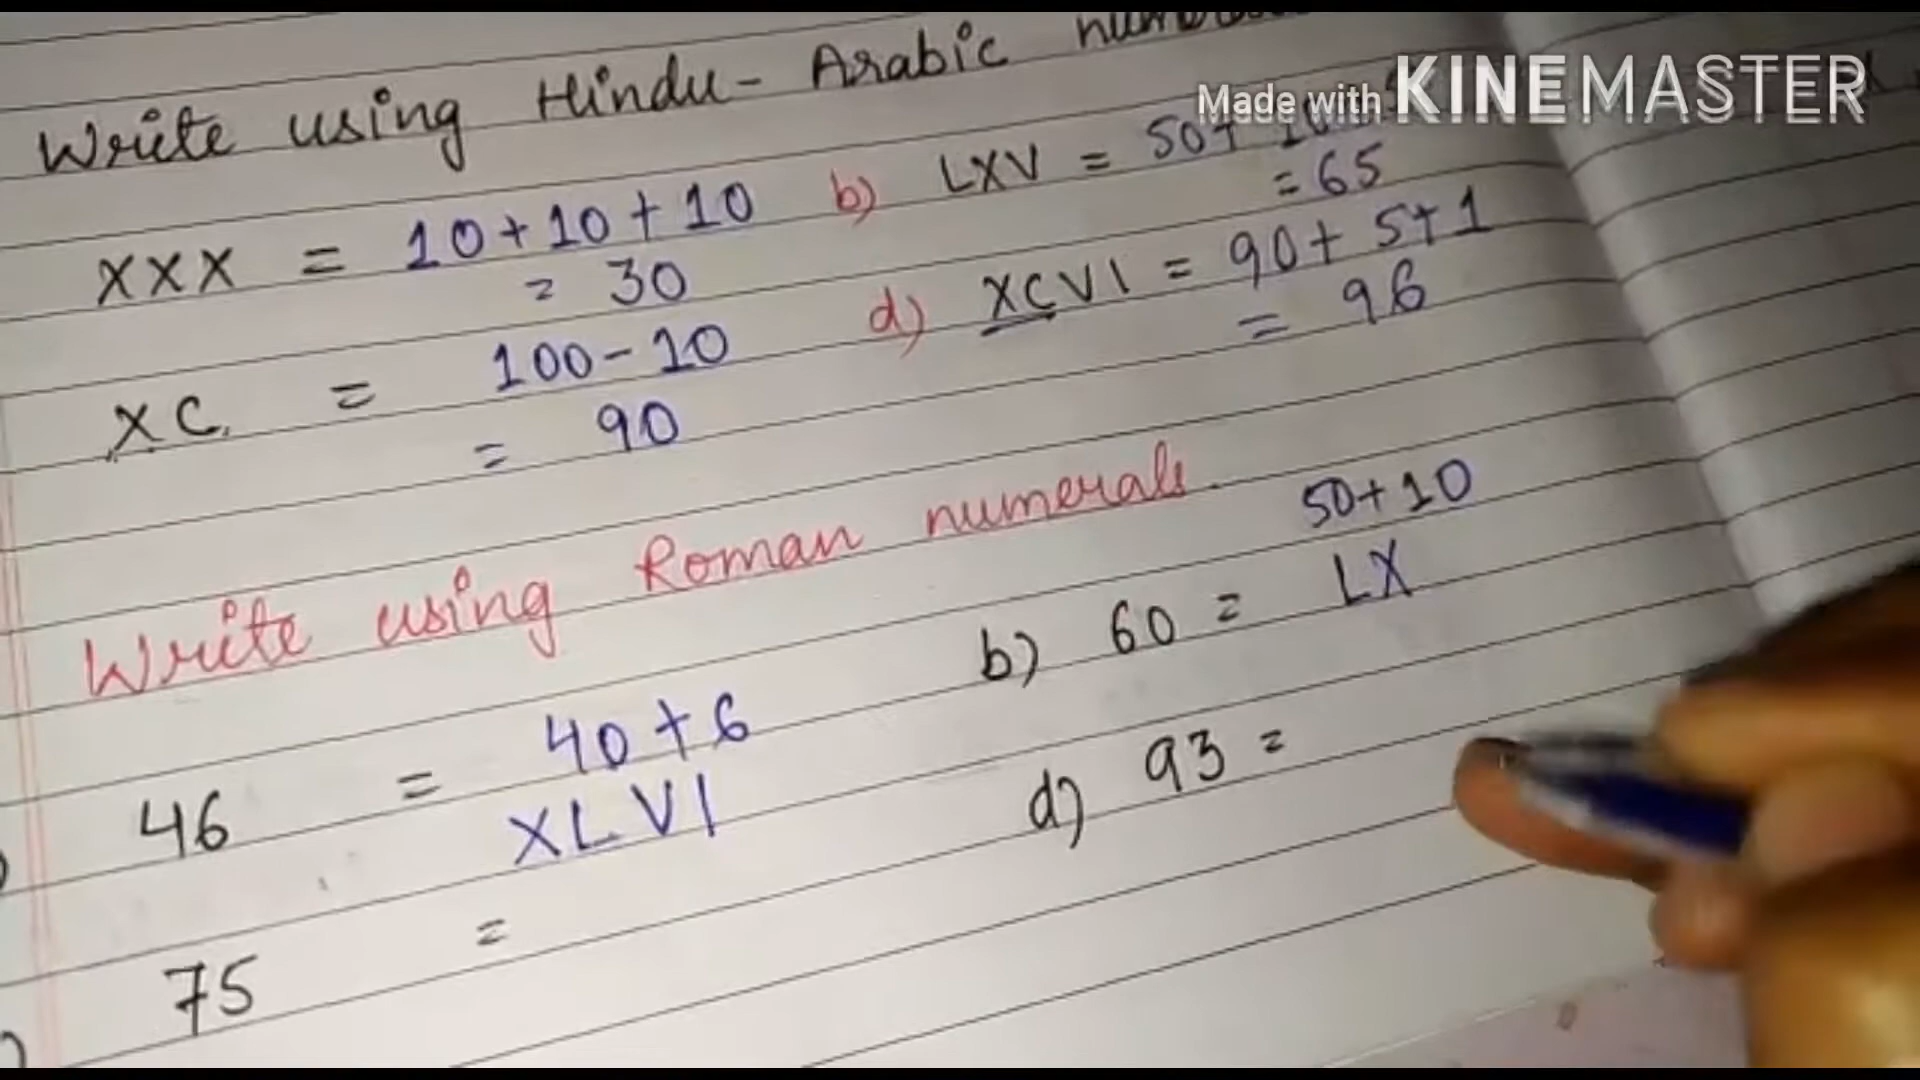 Write using Hindu-Arabic
Made with KINEMASTER
XXX = 10+10+10
= 30
b) LXV = 50+ 10
= 65
XC = 100-10
= 90
d) XCVI = 90+ 5+1
= 96
Write using Roman numerals.
46 = 40+6
XLVI
b) 60 = 50+10
LX
75 =
d) 93 =